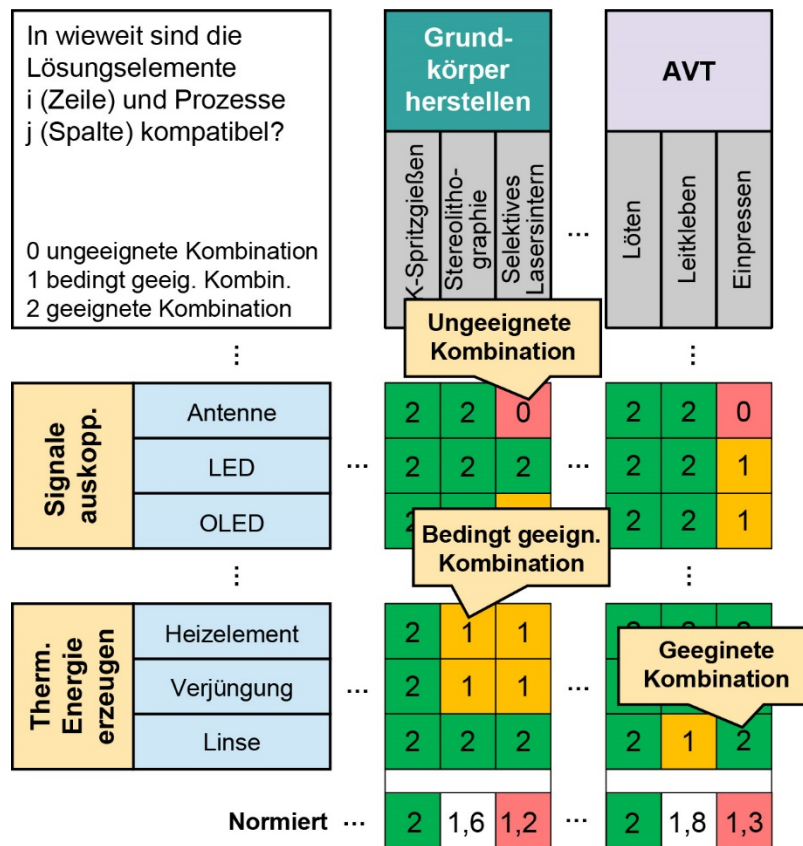 In wieweit sind die
Lösungselemente
i (Zeile) und Prozesse
j (Spalte) kompatibel?
0 ungeeignete Kombination
1 bedingt geeig. Kombin.
2 geeignete Kombination
Grund-
körper
herstellen
AVT
K-Spritzgießen
Stereolitho-
graphie
Selektives
Lasersintern
...
Löten
Leitkleben
Einpressen
Ungeeignete
Kombination
...
...
Signale
auskopp.
Antenne
2 2 0 2 2 0
LED ... 2 2 2 ... 2 2 1
OLED
2 2 1
Bedingt geeign.
Kombination
...
...
Therm.
Energie
erzeugen
Heizelement
2 1 1
Geeginete
Kombination
Verjüngung ... 2 1 1 ...
Linse
2 2 2 2 1 2
Normiert ... 2 1,6 1,2 ... 2 1,8 1,3